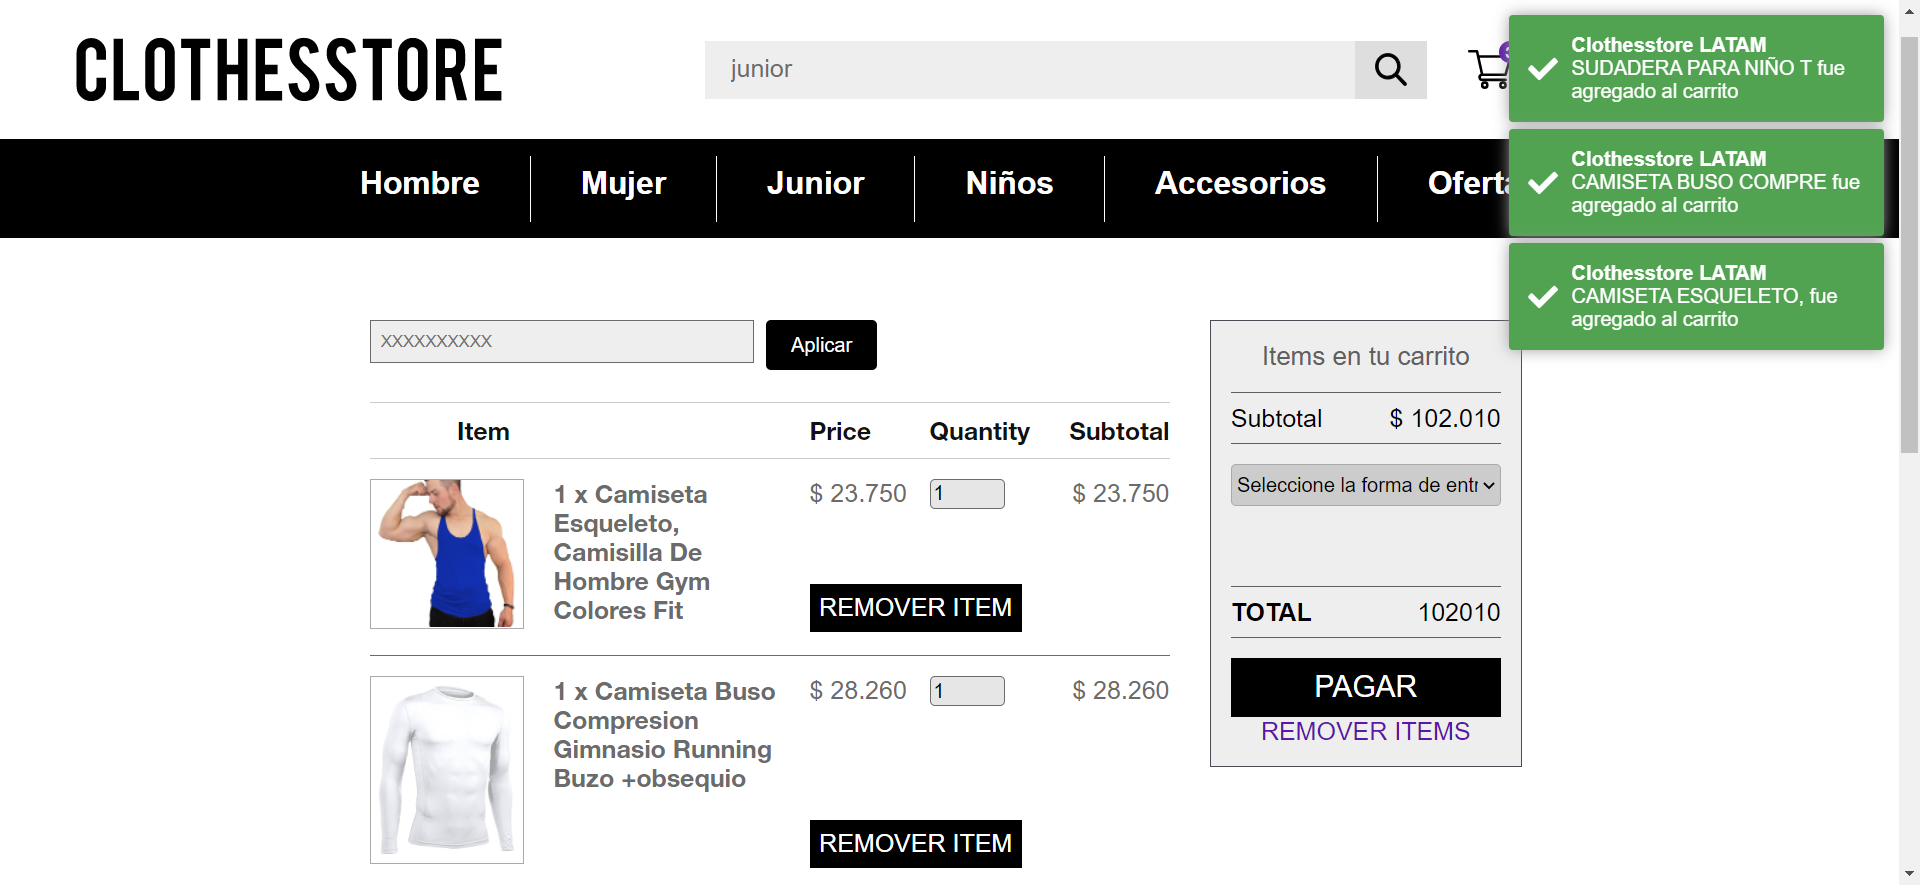 CLOTHESSTORE
junior
Clothesstore LATAM
SUDADERA PARA NIÑO T fue
agregado al carrito
Clothesstore LATAM
CAMISETA BUSO COMPRE fue
agregado al carrito
Clothesstore LATAM
CAMISETA ESQUELETO, fue
agregado al carrito
Hombre
Mujer
Junior
Niños
Accesorios
XXXXXXXXXX
Aplicar
Item Price Quantity Subtotal
1 x Camiseta
Esqueleto,
Camisilla De
Hombre Gym
Colores Fit
$ 23.750
1
$ 23.750
REMOVER ITEM
1 x Camiseta Buso
Compresion
Gimnasio Running
Buzo +obsequio
$ 28.260
1
$ 28.260
REMOVER ITEM
Items en tu carrito
Subtotal $ 102.010
Seleccione la forma de entr
TOTAL 102010
PAGAR
REMOVER ITEMS